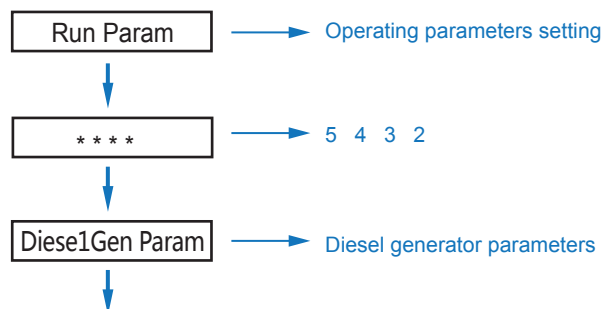 Run Param
Operating parameters setting
* * * *
5 4 3 2
Diese1Gen Param
Diesel generator parameters